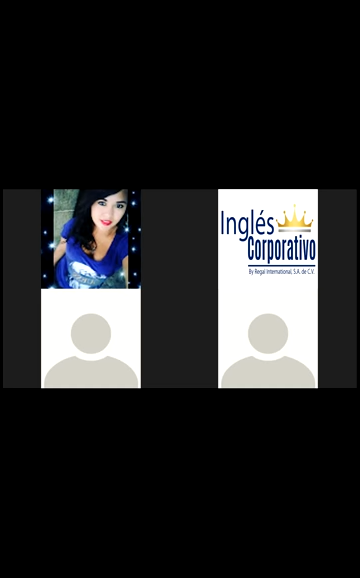 Inglés
Corporativo
By Regal International, S.A. de C.V.